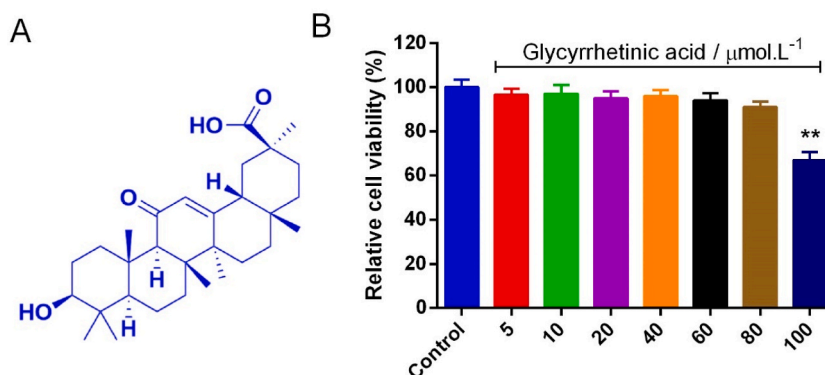 A
HO
O
O
H
H
H
HO
B
Glycyrrhetinic acid / μmol.L⁻¹
**
Relative cell viability (%)
120
100
80
60
40
20
0
Control 5 10 20 40 60 80 100